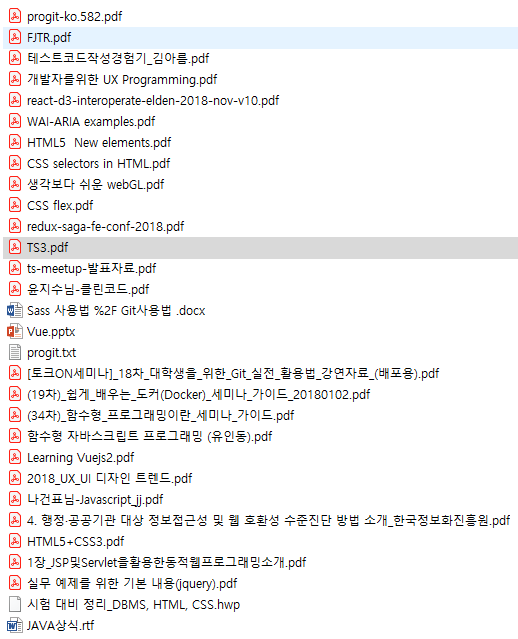 progit-ko.582.pdf
FJTR.pdf
테스트코드작성경험기_김아름.pdf
개발자를위한 UX Programming.pdf
react-d3-interoperate-elden-2018-nov-v10.pdf
WAI-ARIA examples.pdf
HTML5  New elements.pdf
CSS selectors in HTML.pdf
생각보다 쉬운 webGL.pdf
CSS flex.pdf
redux-saga-fe-conf-2018.pdf
TS3.pdf
ts-meetup-발표자료.pdf
윤지수님-클린코드.pdf
Sass 사용법 %2F Git사용법 .docx
Vue.pptx
progit.txt
[토크ON세미나]_18차_대학생을_위한_Git_실전_활용법_강연자료_(배포용).pdf
(19차)_쉽게_배우는_도커(Docker)_세미나_가이드_20180102.pdf
(34차)_함수형_프로그래밍이란_세미나_가이드.pdf
함수형 자바스크립트 프로그래밍 (유인동).pdf
Learning Vuejs2.pdf
2018_UX_UI 디자인 트렌드.pdf
나건표님-Javascript_jj.pdf
4. 행정·공공기관 대상 정보접근성 및 웹 호환성 수준진단 방법 소개_한국정보화진흥원.pdf
HTML5+CSS3.pdf
1장_JSP및Servlet을활용한동적웹프로그래밍소개.pdf
실무 예제를 위한 기본 내용(jquery).pdf
시험 대비 정리_DBMS, HTML, CSS.hwp
JAVA상식.rtf